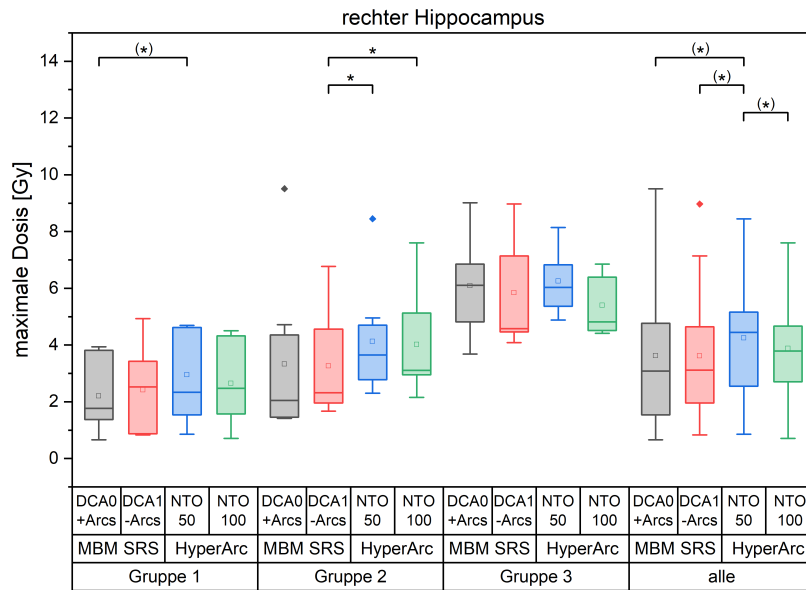 rechter Hippocampus
maximale Dosis [Gy]
14
12
10
8
6
4
2
0
(*)
*
*
(*)
(*)
(*)
DCA0 DCA1 NTO NTO DCA0 DCA1 NTO NTO DCA0 DCA1 NTO NTO DCA0 DCA1 NTO NTO
+Arcs -Arcs 50 100 +Arcs -Arcs 50 100 +Arcs -Arcs 50 100 +Arcs -Arcs 50 100
MBM SRS HyperArc MBM SRS HyperArc MBM SRS HyperArc MBM SRS HyperArc
Gruppe 1 Gruppe 2 Gruppe 3 alle